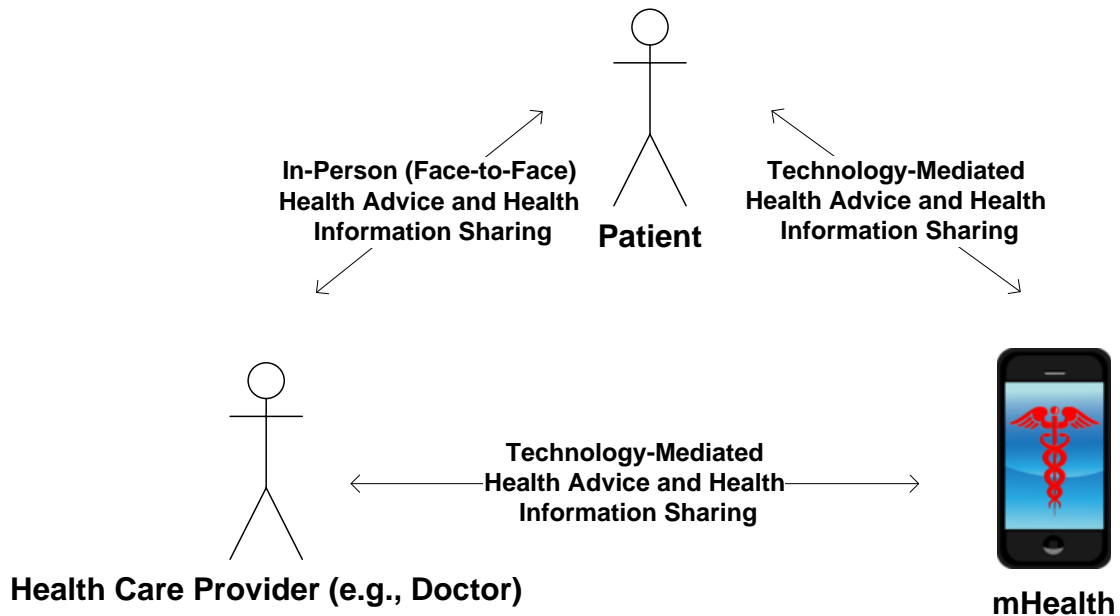 In-Person (Face-to-Face)
Health Advice and Health
Information Sharing
Technology-Mediated
Health Advice and Health
Information Sharing
Patient
Technology-Mediated
Health Advice and Health
Information Sharing
Health Care Provider (e.g., Doctor)
mHealth